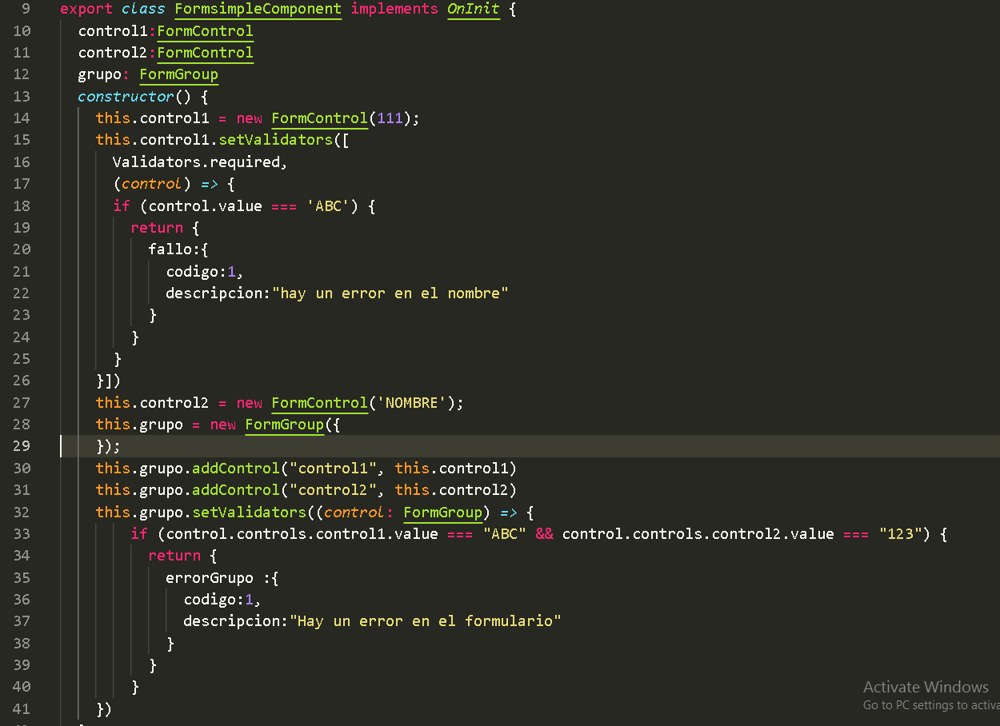 9 export class FormsimpleComponent implements OnInit {
10 control1:FormControl
11 control2:FormControl
12 grupo: FormGroup
13 constructor() {
14 this.control1 = new FormControl(111);
15 this.control1.setValidators([
16 Validators.required,
17 (control) => {
18 if (control.value === 'ABC') {
19 return {
20 fallo:{
21 codigo:1,
22 descripcion:"hay un error en el nombre"
23 }
24 }
25 }
26 }])
27 this.control2 = new FormControl('NOMBRE');
28 this.grupo = new FormGroup({
29 });
30 this.grupo.addControl("control1", this.control1)
31 this.grupo.addControl("control2", this.control2)
32 this.grupo.setValidators((control: FormGroup) => {
33 if (control.controls.control1.value === "ABC" && control.controls.control2.value === "123") {
34 return {
35 errorGrupo :{
36 codigo:1,
37 descripcion:"Hay un error en el formulario"
38 }
39 }
40 }
41 })
Activate Windows
Go to PC settings to activa